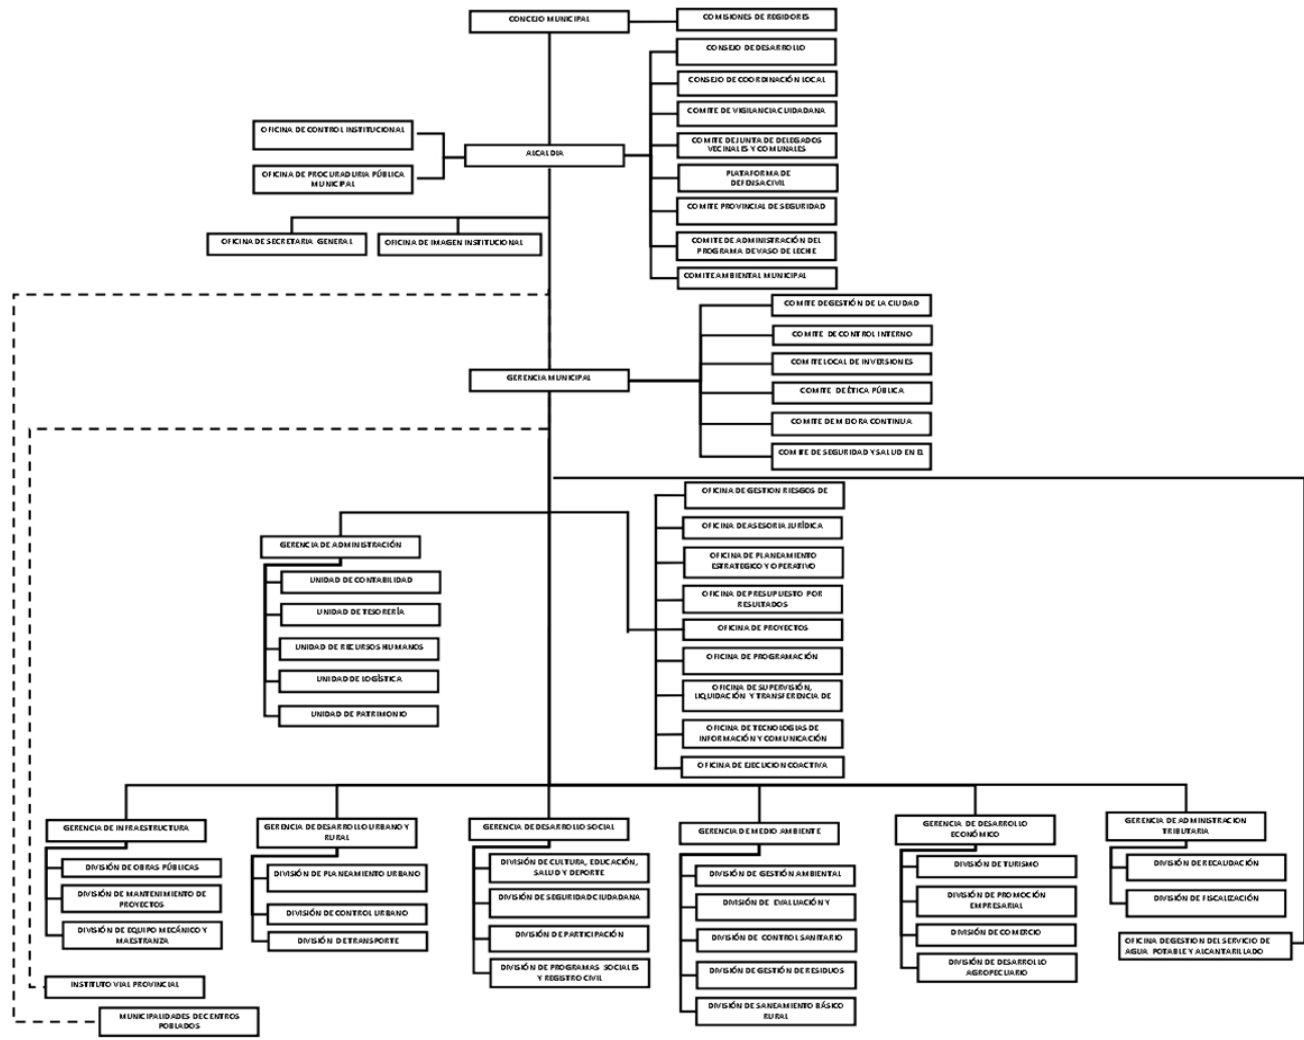 CONCEJO MUNICIPAL
COMISIONES DE REGIDORES
CONSEJO DE DESARROLLO
CONSEJO DE COORDINACIÓN LOCAL
COMITE DE VIGILANCIA CUIDADANA
COMITE DE JUNTA DE DELEGADOS
VECINALES Y COMUNALES
PLATAFORMA DE
DEFENSA CIVIL
COMITE PROVINCIAL DE SEGURIDAD
COMITE DE ADMINISTRACIÓN DEL
PROGRAMA DE VASO DE LECHE
COMITE AMBIENTAL MUNICIPAL
OFICINA DE CONTROL INSTITUCIONAL
ALCALDIA
OFICINA DE PROCURADURIA PÚBLICA
MUNICIPAL
OFICINA DE SECRETARIA GENERAL
OFICINA DE IMAGEN INSTITUCIONAL
COMITE DE GESTIÓN DE LA CIUDAD
COMITE DE CONTROL INTERNO
COMITE LOCAL DE INVERSIONES
GERENCIA MUNICIPAL
COMITE DE ÉTICA PÚBLICA
COMITE DE MEJORA CONTINUA
COMITE DE SEGURIDAD Y SALUD EN EL
OFICINA DE GESTION RIESGOS DE
OFICINA DE ASESORIA JURÍDICA
OFICINA DE PLANEAMIENTO
ESTRATEGICO Y OPERATIVO
OFICINA DE PRESUPUESTO POR
RESULTADOS
OFICINA DE PROYECTOS
OFICINA DE PROGRAMACIÓN
OFICINA DE SUPERVISIÓN,
LIQUIDACIÓN Y TRANSFERENCIA DE
OFICINA DE TECNOLOGIAS DE
INFORMACIÓN Y COMUNICACIÓN
OFICINA DE EJECUCION COACTIVA
GERENCIA DE ADMINISTRACIÓN
UNIDAD DE CONTABILIDAD
UNIDAD DE TESORERÍA
UNIDAD DE RECURSOS HUMANOS
UNIDAD DE LOGÍSTICA
UNIDAD DE PATRIMONIO
GERENCIA DE INFRAESTRUCTURA
DIVISIÓN DE OBRAS PÚBLICAS
DIVISIÓN DE MANTENIMIENTO DE
PROYECTOS
DIVISIÓN DE EQUIPO MECÁNICO Y
MAESTRANZA
GERENCIA DE DESARROLLO URBANO Y
RURAL
DIVISIÓN DE PLANEAMIENTO URBANO
DIVISIÓN DE CONTROL URBANO
DIVISIÓN DE TRANSPORTE
GERENCIA DE DESARROLLO SOCIAL
DIVISIÓN DE CULTURA, EDUCACIÓN,
SALUD Y DEPORTE
DIVISIÓN DE SEGURIDAD CIUDADANA
DIVISIÓN DE PARTICIPACIÓN
DIVISIÓN DE PROGRAMAS SOCIALES
Y REGISTRO CIVIL
GERENCIA DE MEDIO AMBIENTE
DIVISIÓN DE GESTIÓN AMBIENTAL
DIVISIÓN DE EVALUACIÓN Y
DIVISIÓN DE CONTROL SANITARIO
DIVISIÓN DE GESTIÓN DE RESIDUOS
DIVISIÓN DE SANEAMIENTO BÁSICO
RURAL
GERENCIA DE DESARROLLO
ECONÓMICO
DIVISIÓN DE TURISMO
DIVISIÓN DE PROMOCIÓN
EMPRESARIAL
DIVISIÓN DE COMERCIO
DIVISIÓN DE DESARROLLO
AGROPECUARIO
GERENCIA DE ADMINISTRACION
TRIBUTARIA
DIVISIÓN DE RECAUDACIÓN
DIVISIÓN DE FISCALIZACIÓN
OFICINA DE GESTION DEL SERVICIO DE
AGUA POTABLE Y ALCANTARILLADO
INSTITUTO VIAL PROVINCIAL
MUNICIPALIDADES DE CENTROS
POBLADOS